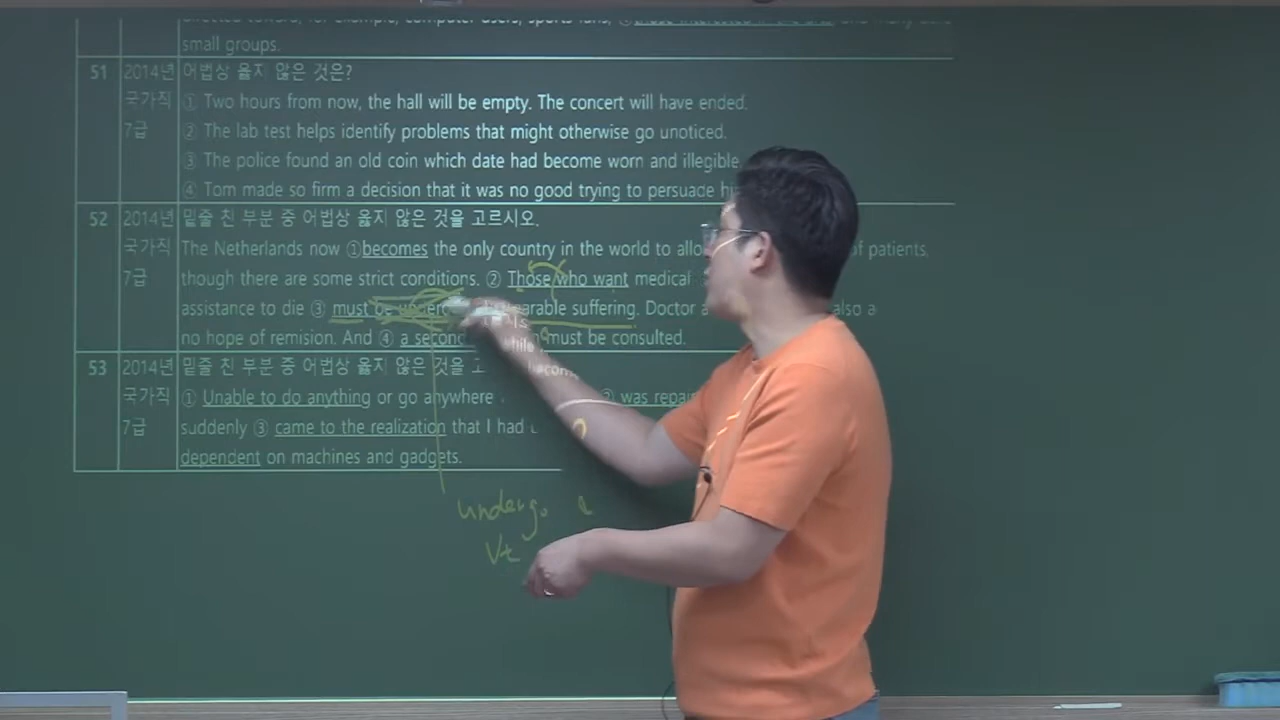 small groups.
51 2014년 어법상 옳지 않은 것은?
국가직 ① Two hours from now, the hall will be empty. The concert will have ended.
7급 ② The lab test helps identify problems that might otherwise go unoticed.
③ The police found an old coin which date had become worn and illegible
④ Tom made so firm a decision that it was no good trying to persuade
52 2014년 밑줄 친 부분 중 어법상 옳지 않은 것을 고르시오.
국가직 The Netherlands now ①becomes the only country in the world to of patients,
7급 though there are some strict conditions. ② Those who want medical
assistance to die ③ must be suffering. Doctor also
no hope of remision. And ④ a second must be consulted.
53 2014년 밑줄 친 부분 중 어법상 옳지 않은 것을
국가직 ① Unable to do anything or go anywhere ② was
7급 suddenly ③ came to the realization that I had
dependent on machines and gadgets.
undergo
Vt